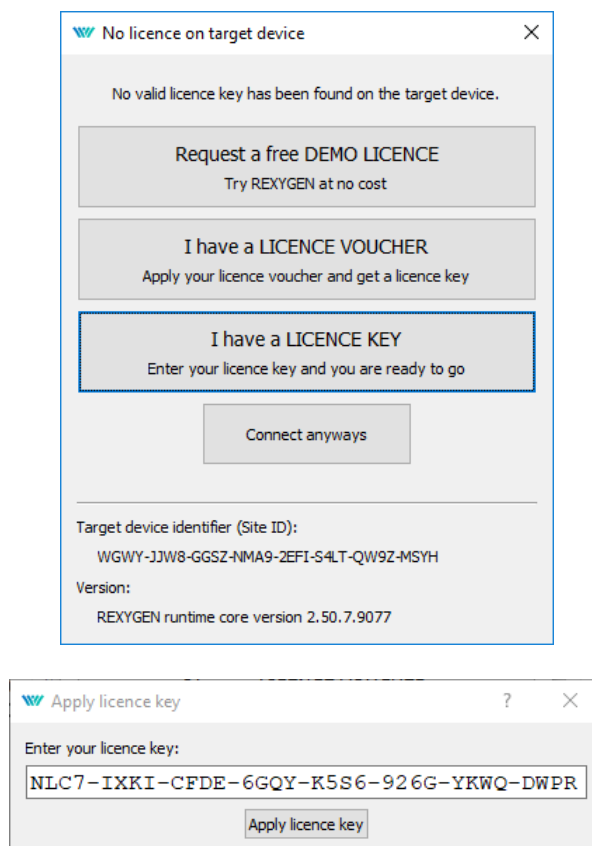 No licence on target device
No valid licence key has been found on the target device.
Request a free DEMO LICENCE
Try REXYGEN at no cost
I have a LICENCE VOUCHER
Apply your licence voucher and get a licence key
I have a LICENCE KEY
Enter your licence key and you are ready to go
Connect anyways
Target device identifier (Site ID):
WGWY-JJW8-GGSZ-NMA9-2EFI-S4LT-QW9Z-MSYH
Version:
REXYGEN runtime core version 2.50.7.9077
Apply licence key
Enter your licence key:
NLC7-IXKI-CFDE-6GQY-K5S6-926G-YKWQ-DWPR
Apply licence key